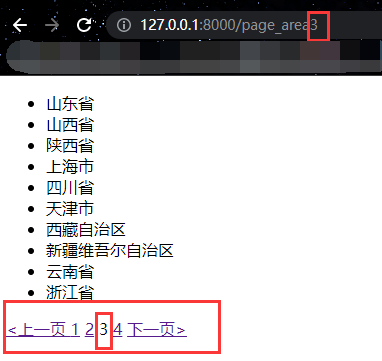 127.0.0.1:8000/page_area3
山东省
山西省
陕西省
上海市
四川省
天津市
西藏自治区
新疆维吾尔自治区
云南省
浙江省
<上一页 1 2 3 4 下一页>